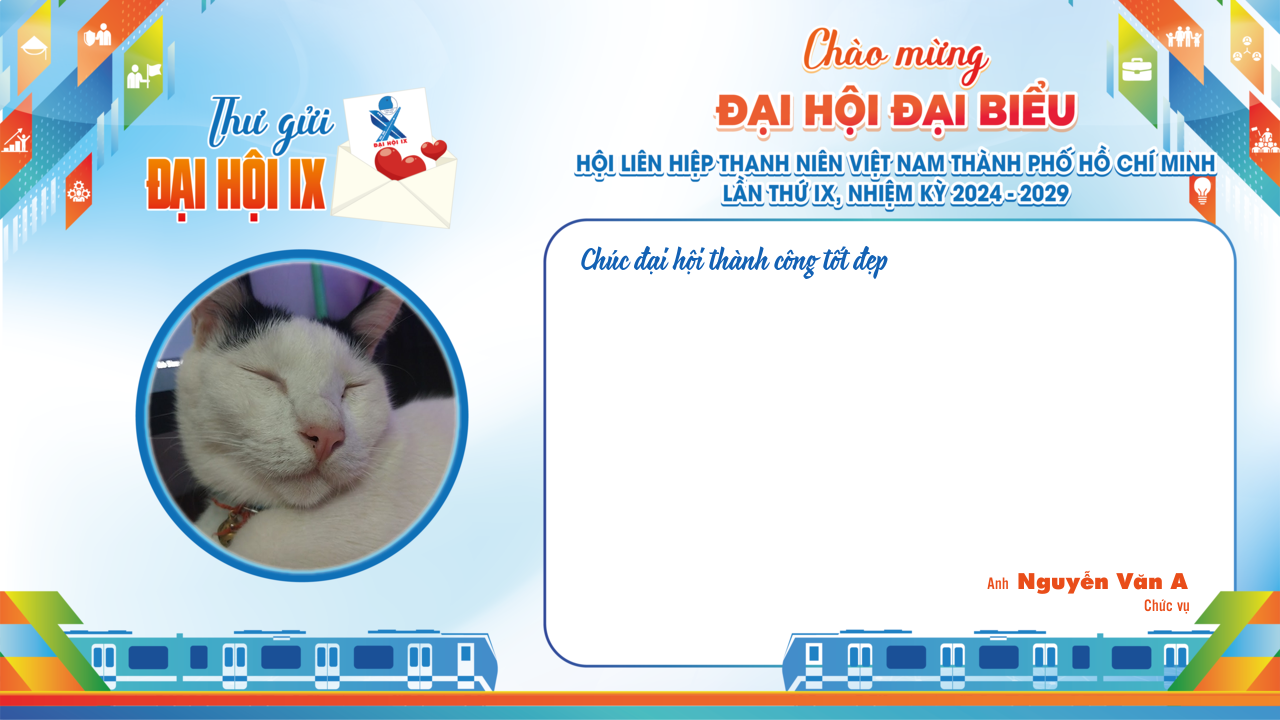 Thư gửi
ĐẠI HỘI IX
ĐẠI HỘI IX
Chào mừng
ĐẠI HỘI ĐẠI BIỂU
HỘI LIÊN HIỆP THANH NIÊN VIỆT NAM THÀNH PHỐ HỒ CHÍ MINH
LẦN THỨ IX, NHIỆM KỲ 2024 - 2029
Chúc đại hội thành công tốt đẹp
Anh Nguyễn Văn A
Chức vụ